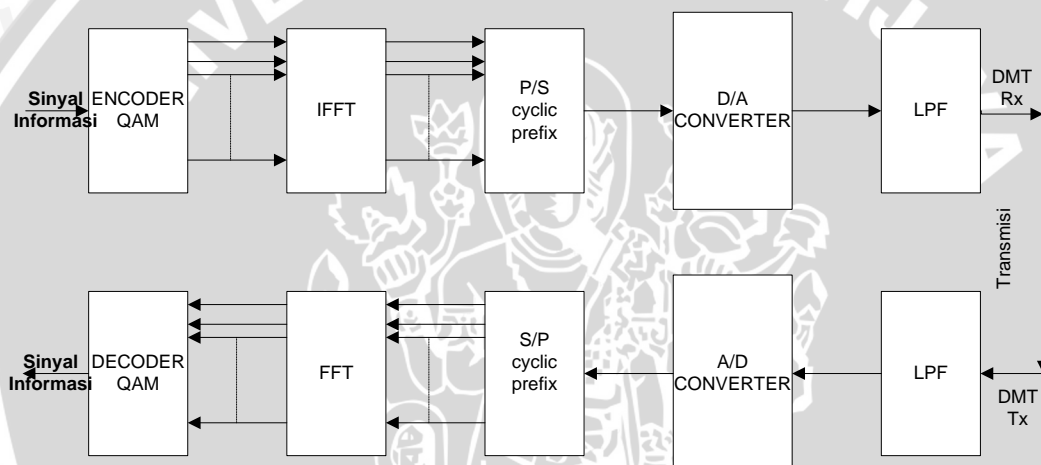 Sinyal
Informasi
ENCODER
QAM
IFFT
P/S
cyclic
prefix
D/A
CONVERTER
LPF
DMT
Rx
Transmisi
Sinyal
Informasi
DECODER
QAM
FFT
S/P
cyclic
prefix
A/D
CONVERTER
LPF
DMT
Tx